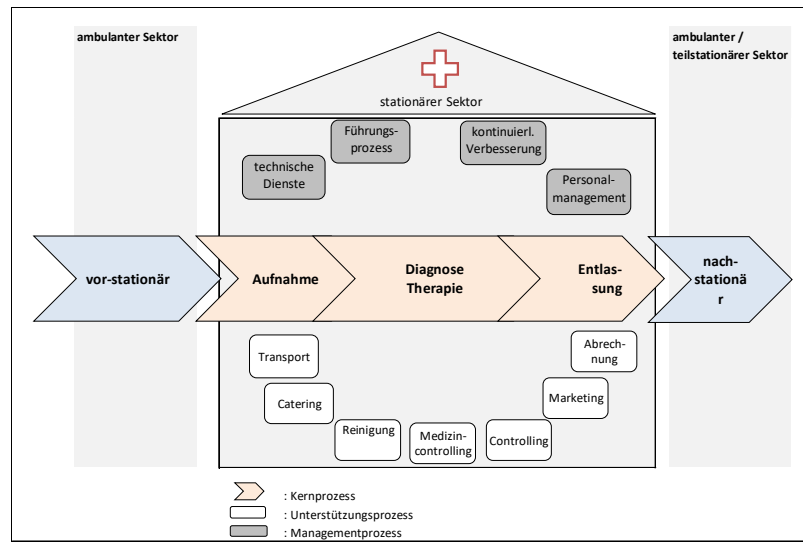 ambulanter Sektor
ambulanter /
teilstationärer Sektor
stationärer Sektor
Führungs-
prozess
kontinuierl.
Verbesserung
technische
Dienste
Personal-
management
vor-stationär
Aufnahme
Diagnose
Therapie
Entlas-
sung
nach-
stationä
r
Transport
Abrech-
nung
Catering
Marketing
Reinigung
Medizin-
controlling
Controlling
: Kernprozess
: Unterstützungsprozess
: Managementprozess